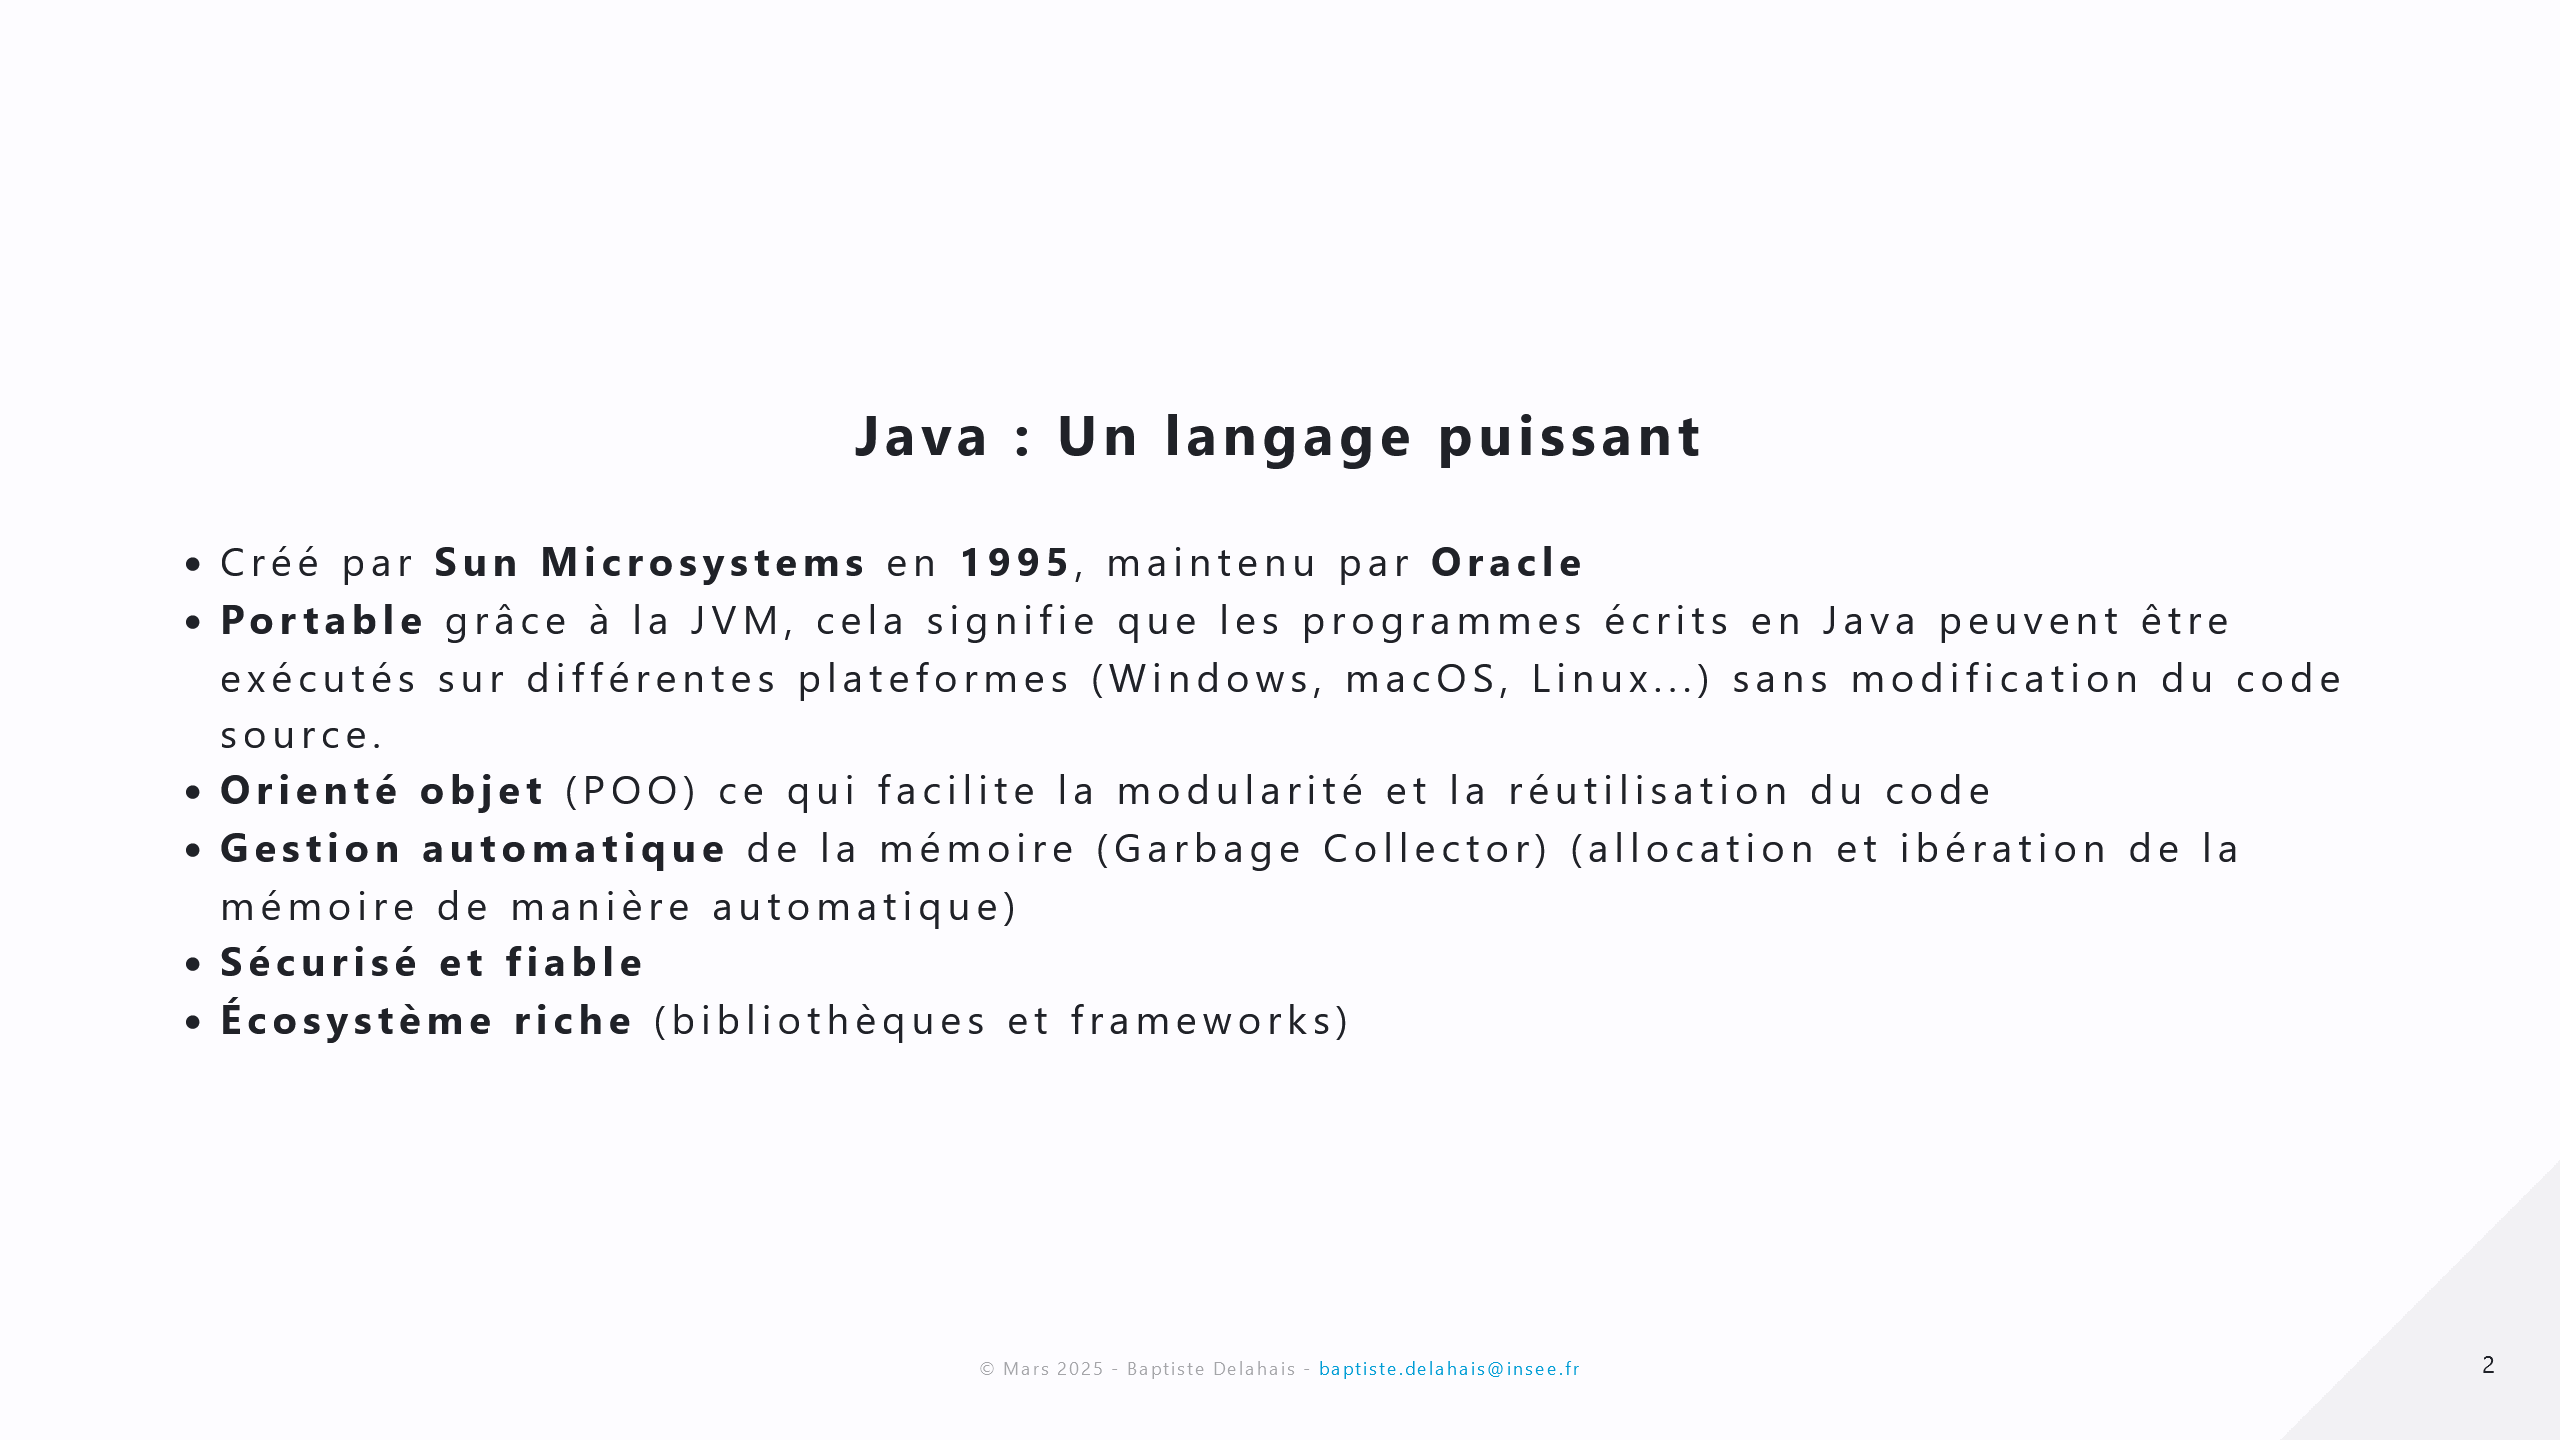 Java : Un langage puissant
• Créé par Sun Microsystems en 1995, maintenu par Oracle
• Portable grâce à la JVM, cela signifie que les programmes écrits en Java peuvent être
exécutés sur différentes plateformes (Windows, macOS, Linux...) sans modification du code
source.
• Orienté objet (POO) ce qui facilite la modularité et la réutilisation du code
• Gestion automatique de la mémoire (Garbage Collector) (allocation et ibération de la
mémoire de manière automatique)
• Sécurisé et fiable
• Écosystème riche (bibliothèques et frameworks)
© Mars 2025 - Baptiste Delahais - baptiste.delahais@insee.fr
2